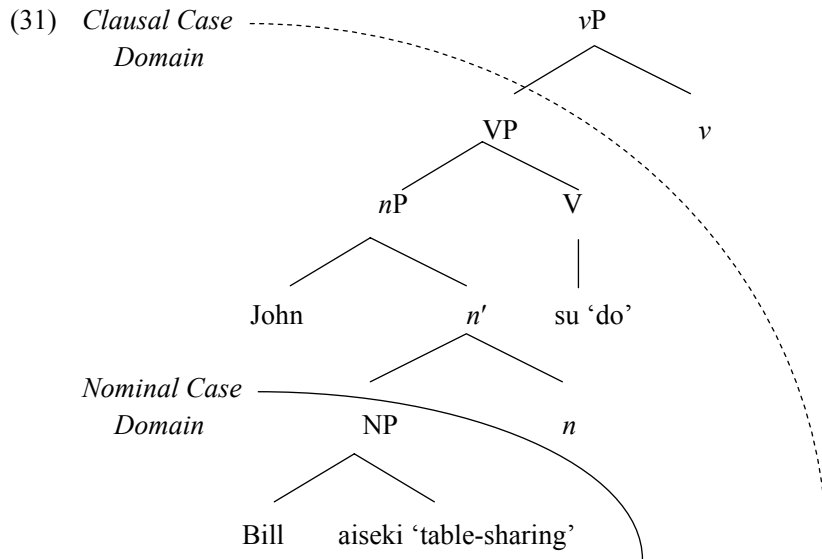 (31) Clausal Case Domain
vP
VP v
nP V
John n′ su ‘do’
Nominal Case Domain
NP n
Bill aiseki ‘table-sharing’